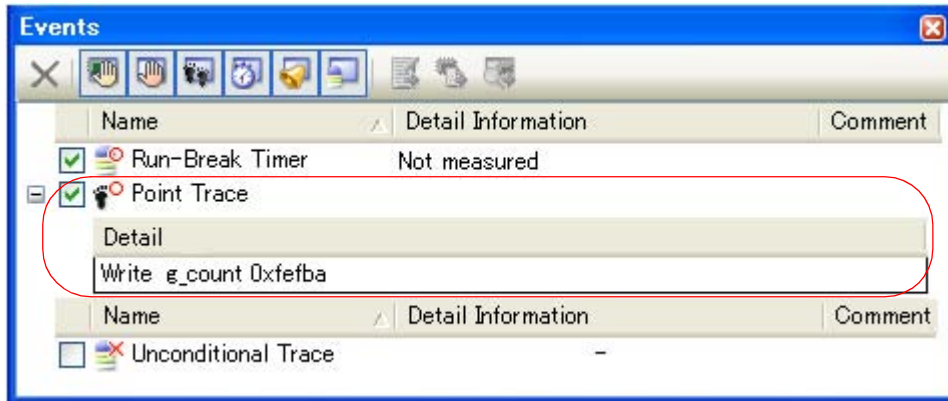 Events
Name Detail Information Comment
Run-Break Timer Not measured
Point Trace
Detail
Write g_count 0xfefba
Name Detail Information Comment
Unconditional Trace -